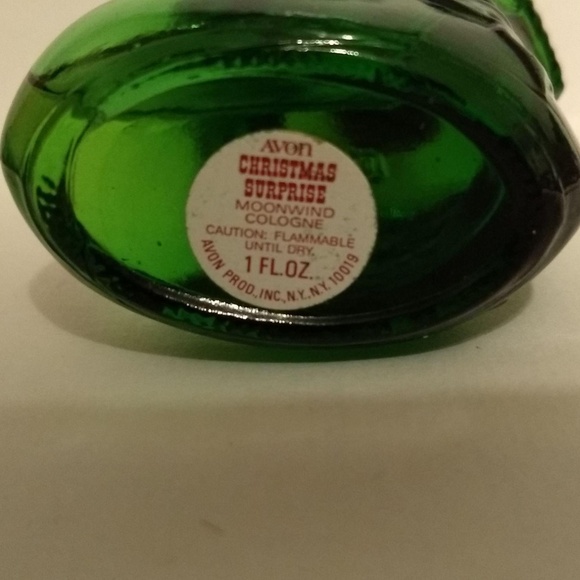 AVON
CHRISTMAS
SURPRISE
MOONWIND
COLOGNE
CAUTION: FLAMMABLE
UNTIL DRY.
1 FL.OZ.
AVON PROD., INC., N.Y., N.Y. 10019